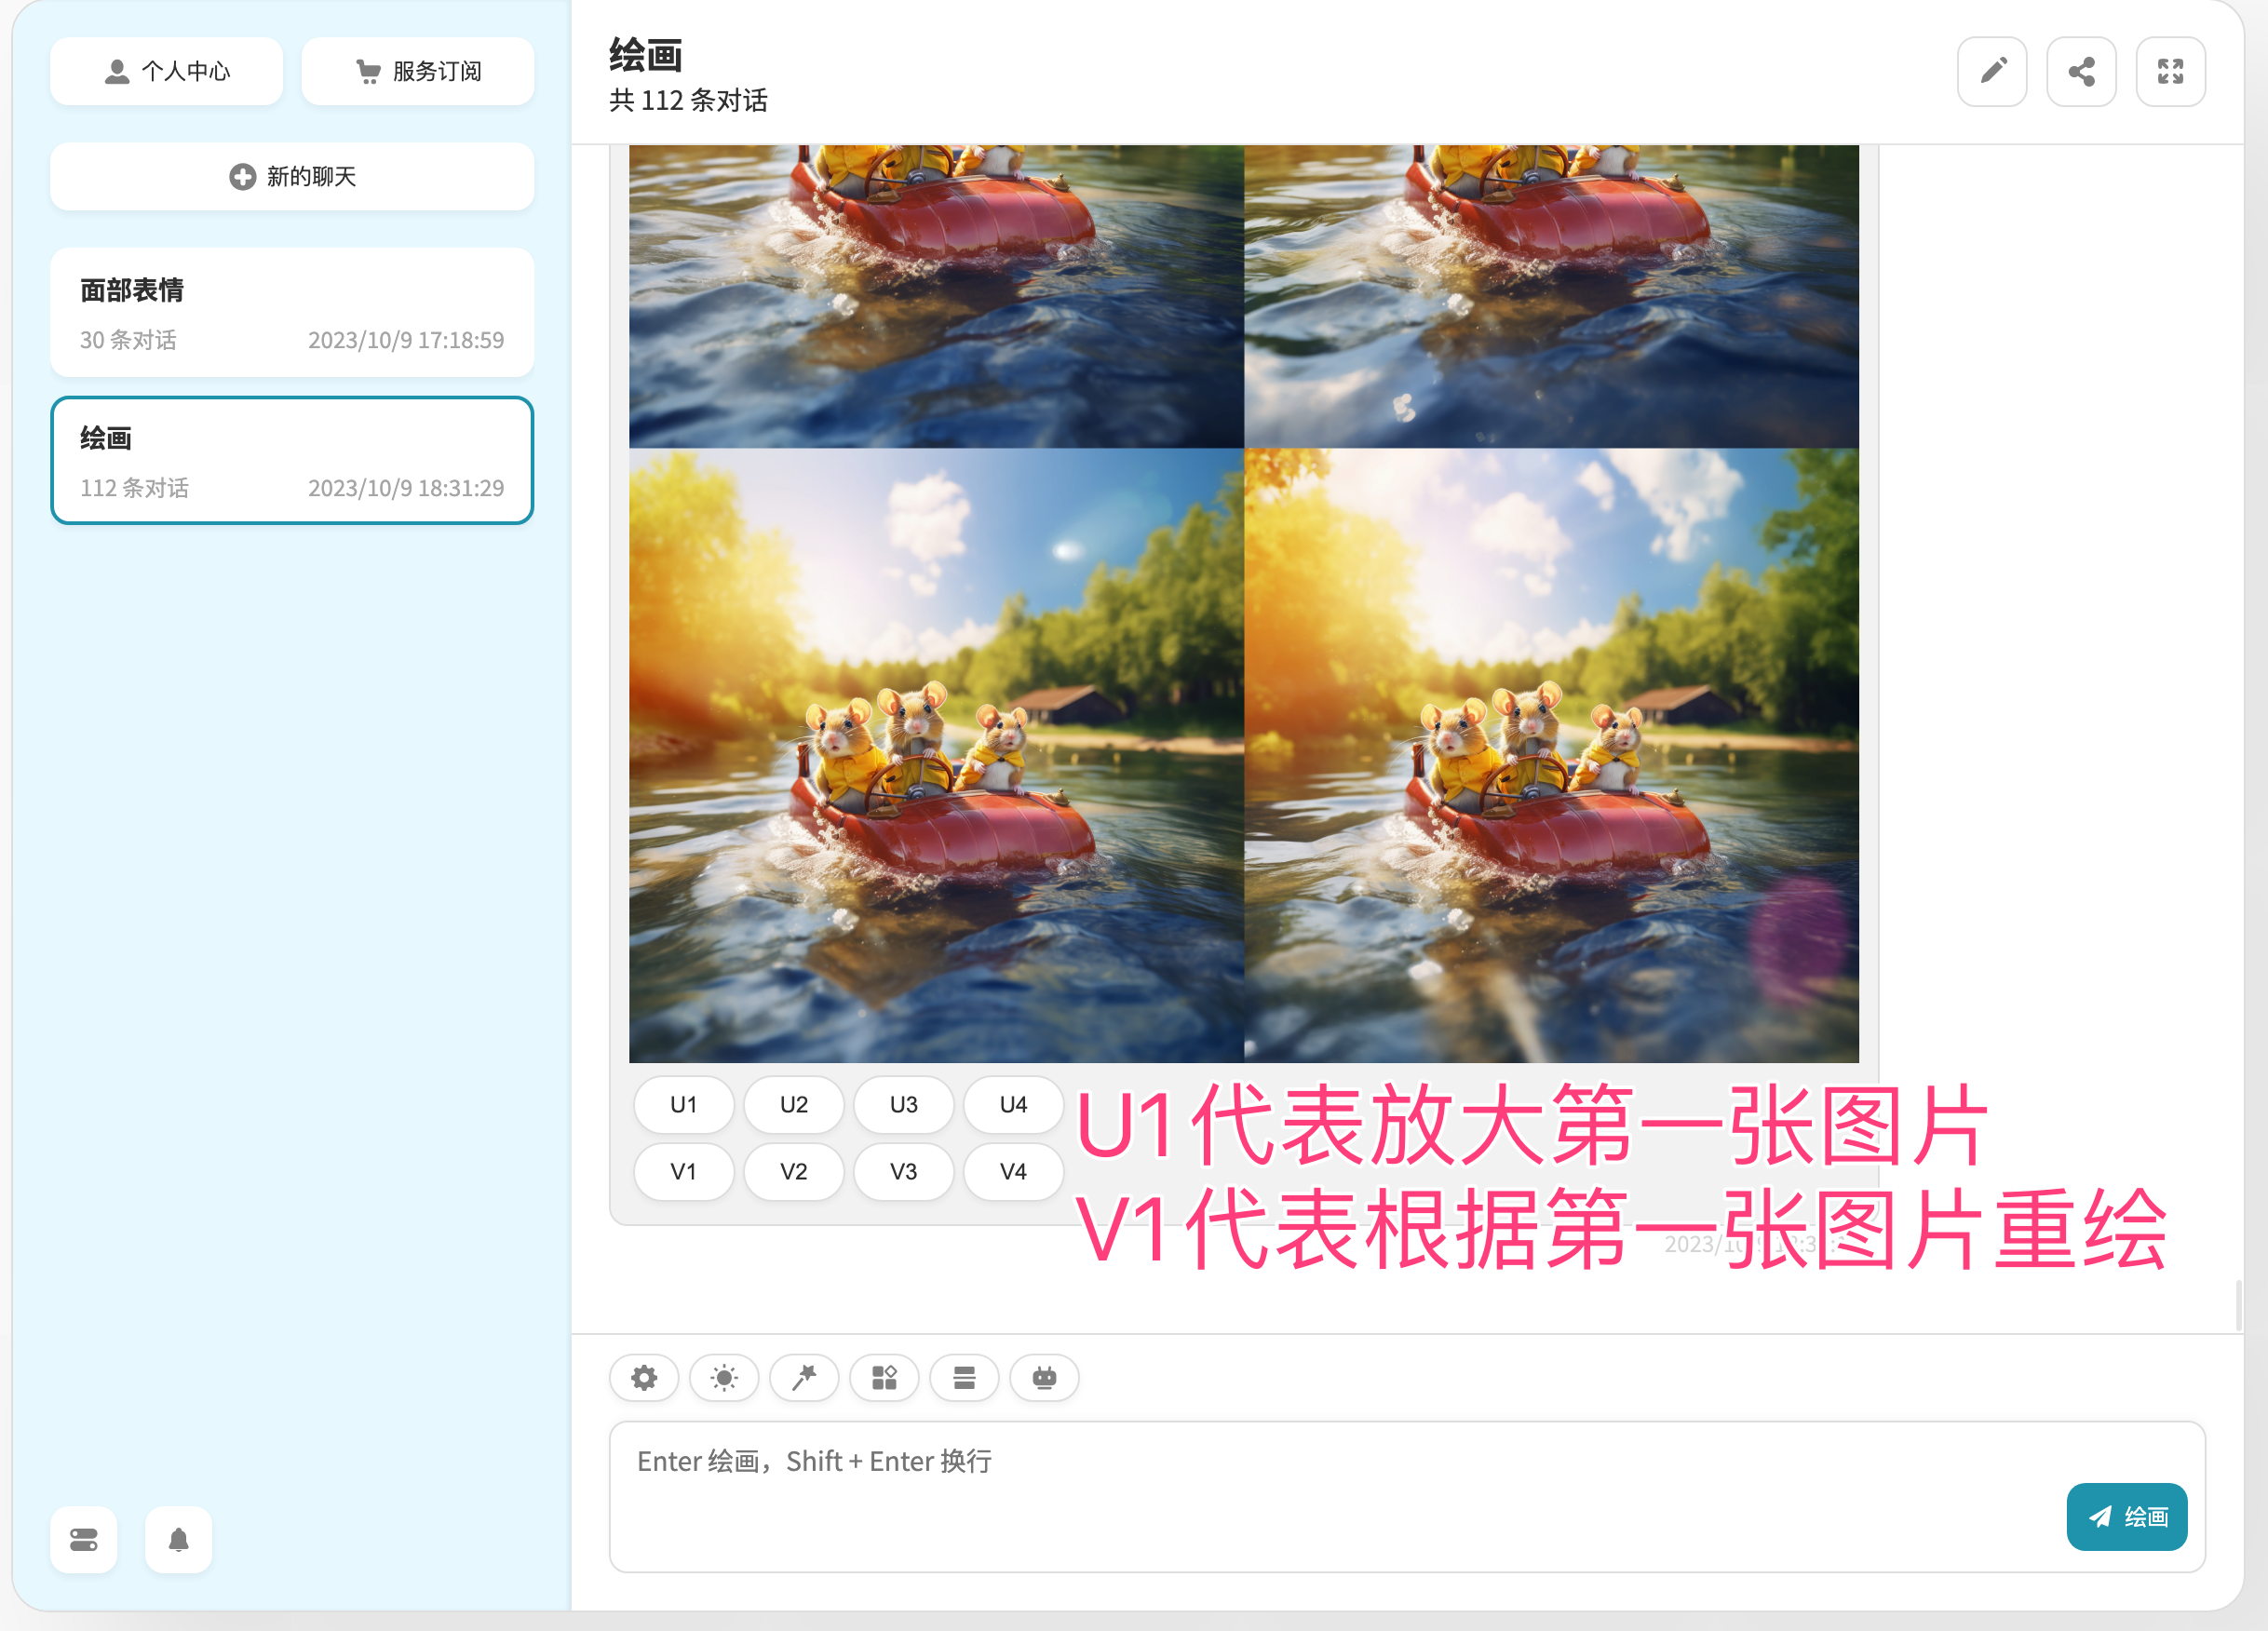 个人中心
服务订阅
新的聊天
面部表情
30 条对话
2023/10/9 17:18:59
绘画
112 条对话
2023/10/9 18:31:29
绘画
共 112 条对话
U1
U2
U3
U4
V1
V2
V3
V4
U1代表放大第一张图片
V1代表根据第一张图片重绘
Enter 绘画，Shift + Enter 换行
绘画